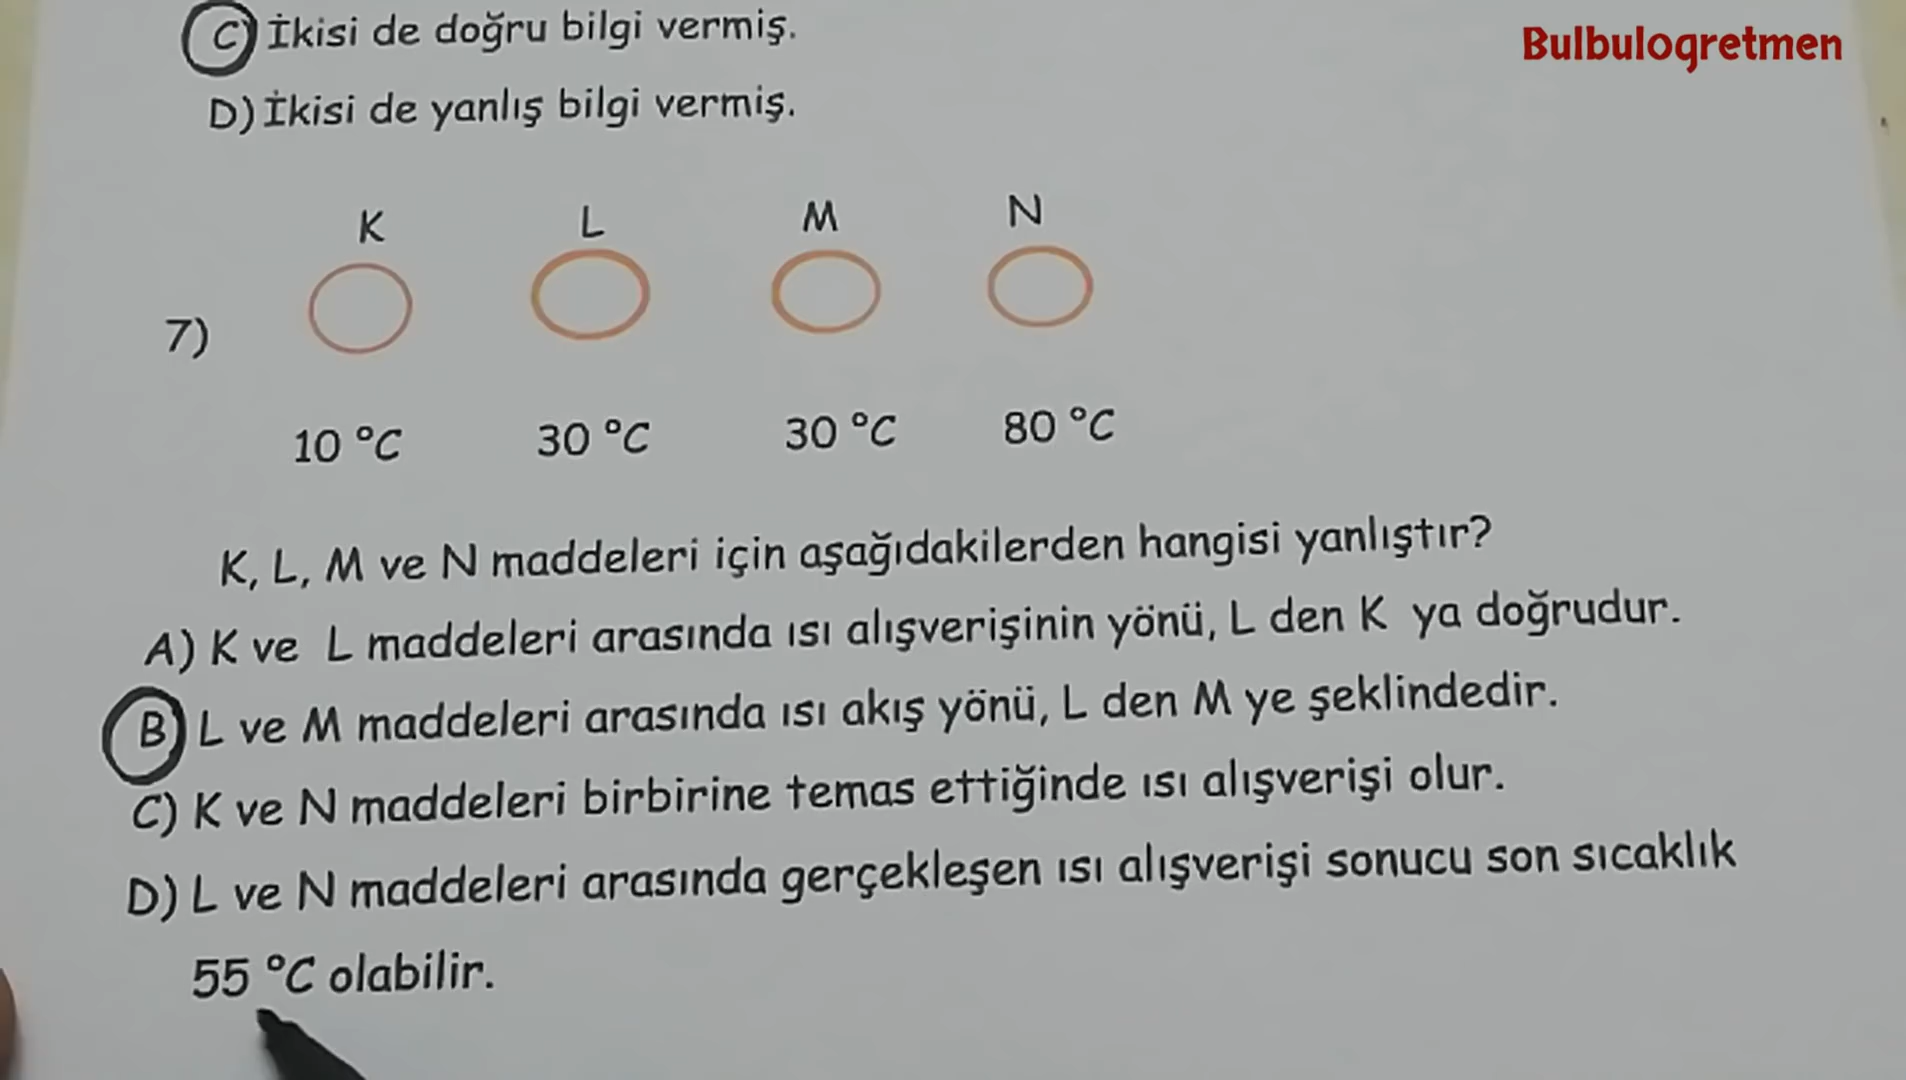 C) İkisi de doğru bilgi vermiş.
Bulbulogretmen
D) İkisi de yanlış bilgi vermiş.
K L M N
7)
10 °C 30 °C 30 °C 80 °C
K, L, M ve N maddeleri için aşağıdakilerden hangisi yanlıştır?
A) K ve L maddeleri arasında ısı alışverişinin yönü, L den K ya doğrudur.
B) L ve M maddeleri arasında ısı akış yönü, L den M ye şeklindedir.
C) K ve N maddeleri birbirine temas ettiğinde ısı alışverişi olur.
D) L ve N maddeleri arasında gerçekleşen ısı alışverişi sonucu son sıcaklık
55 °C olabilir.